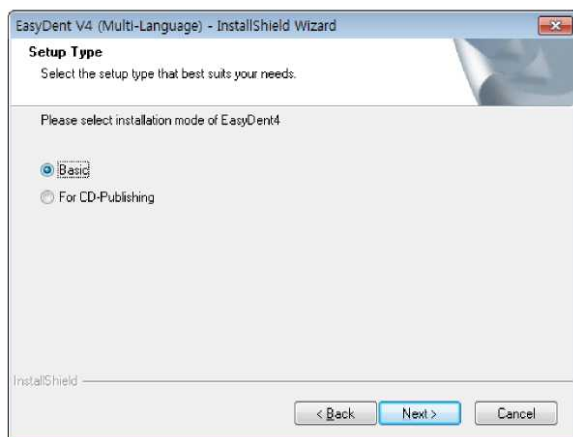 EasyDent V4 (Multi-Language) - InstallShield Wizard
Setup Type
Select the setup type that best suits your needs.
Please select installation mode of EasyDent4
Basic
For CD-Publishing
InstallShield
< Back
Next >
Cancel